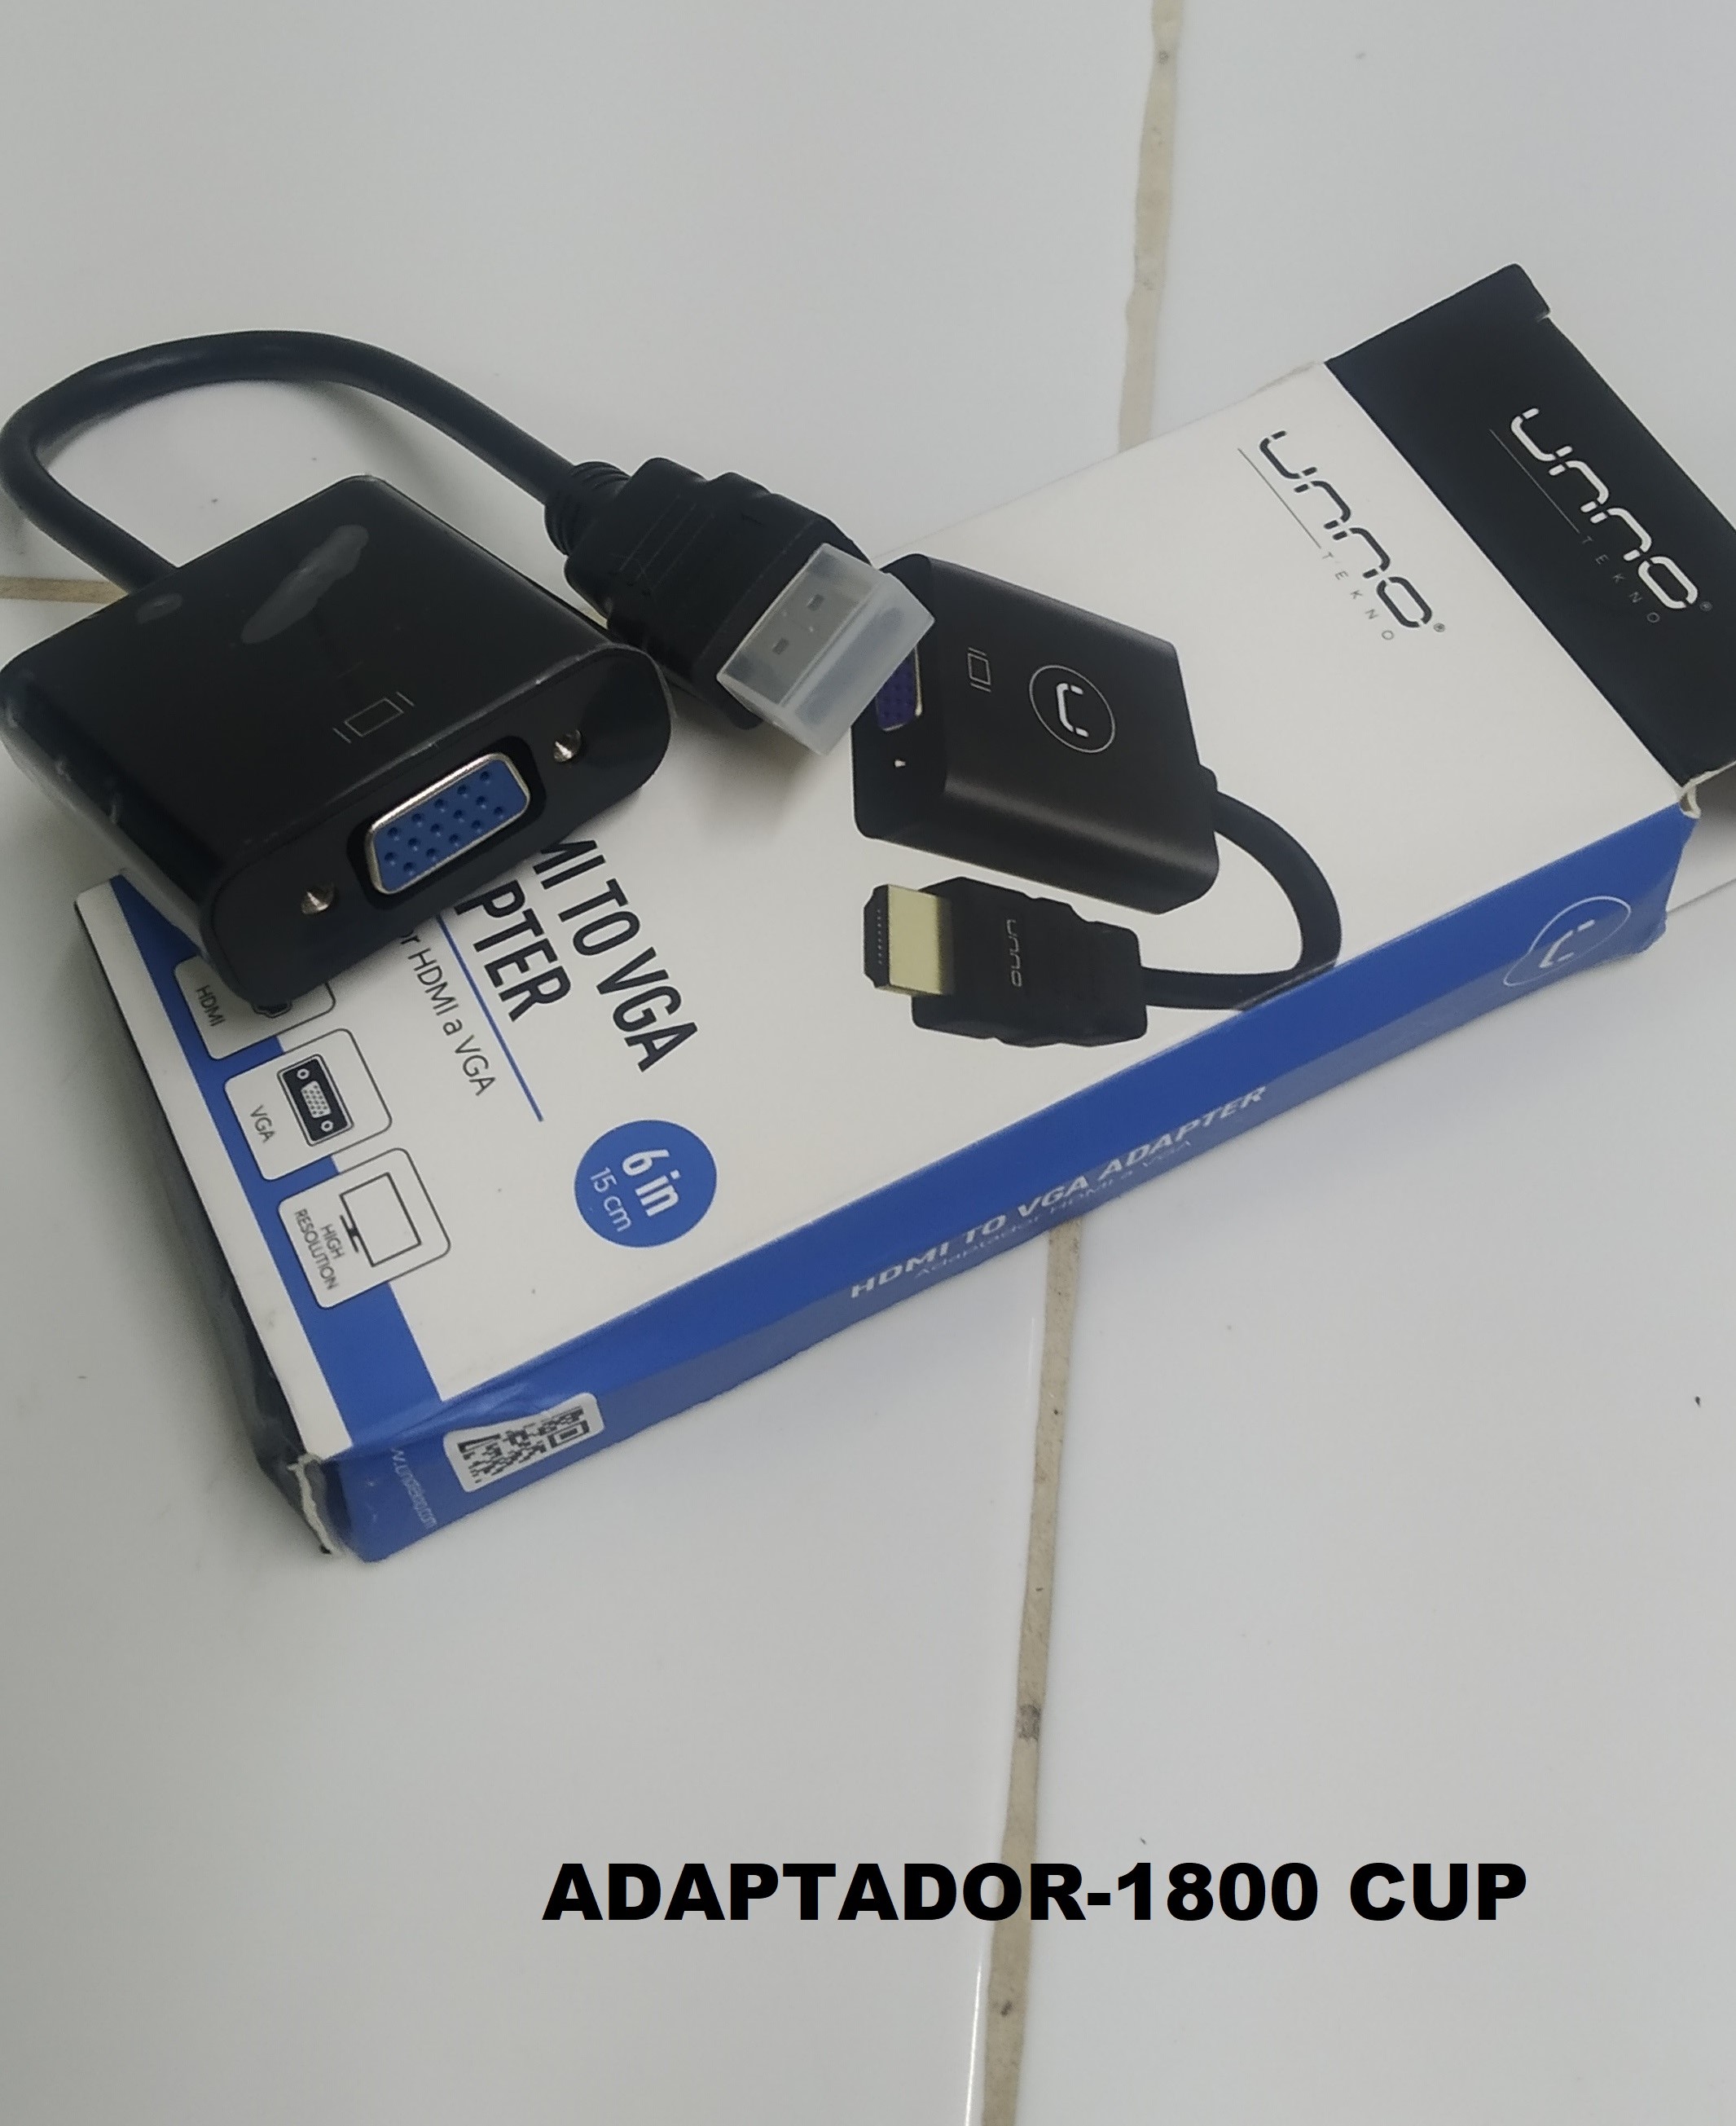 unno
TEKNO
unno
TEKNO
unno
MI TO VGA
PTER
or HDMI a VGA
6 in
15 cm
HDMI
VGA
HIGH
RESOLUTION
HDMI TO VGA ADAPTER
Adaptador HDMI a VGA
ADAPTADOR-1800 CUP